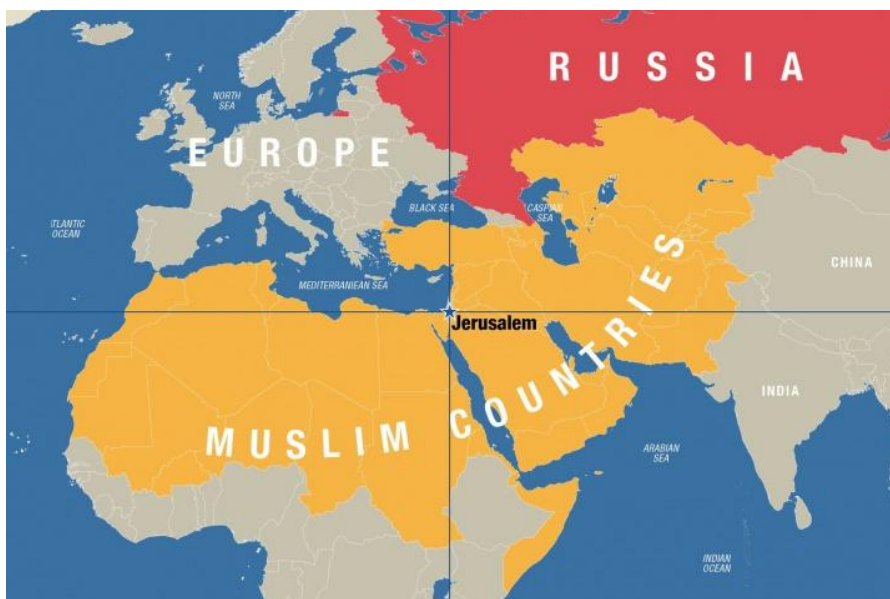 RUSSIA
NORTH
SEA
EUROPE
ATLANTIC
OCEAN
BLACK SEA
CASPIAN
SEA
CHINA
MEDITERRANIEAN SEA
Jerusalem
INDIA
MUSLIM COUNTRIES
ARABIAN
SEA
INDIAN
OCEAN